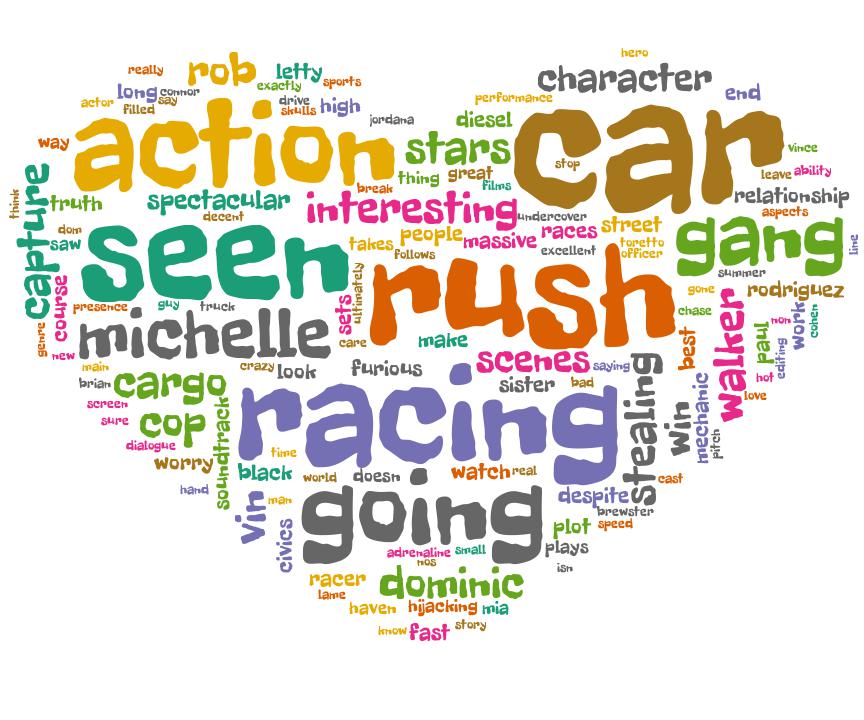 hero
really
rob
letty
sports
exactly
character
long
connor
drive
skulls
high
performance
end
actor
filled
say
jordana
diesel
action
car
way
stars
stop
vince
thing
great
films
leave
ability
think
capture
truth
spectacular
break
interesting
relationship
decent
undercover
aspects
don
saw
seen
takes
people
massive
races
street
gang
line
follows
excellent
toretto
officer
summer
rush
course
presence
guy
truck
sets
ultimately
gone
rodriguez
chase
genre
new
michelle
care
make
best
walker
paul
non
work
cohen
main
crazy
look
furious
scenes
saying
hot
editing
brian
cargo
sister
bad
stealing
love
screen
racing
win
mechanic
pitch
sure
cop
soundtrack
dialogue
worry
time
black
world
doesn
watch
real
cast
hand
vin
man
going
despite
brewster
civics
plot
speed
adrenaline
small
plays
nos
isn
racer
dominic
lame
haven
hijacking
mia
know
fast
story